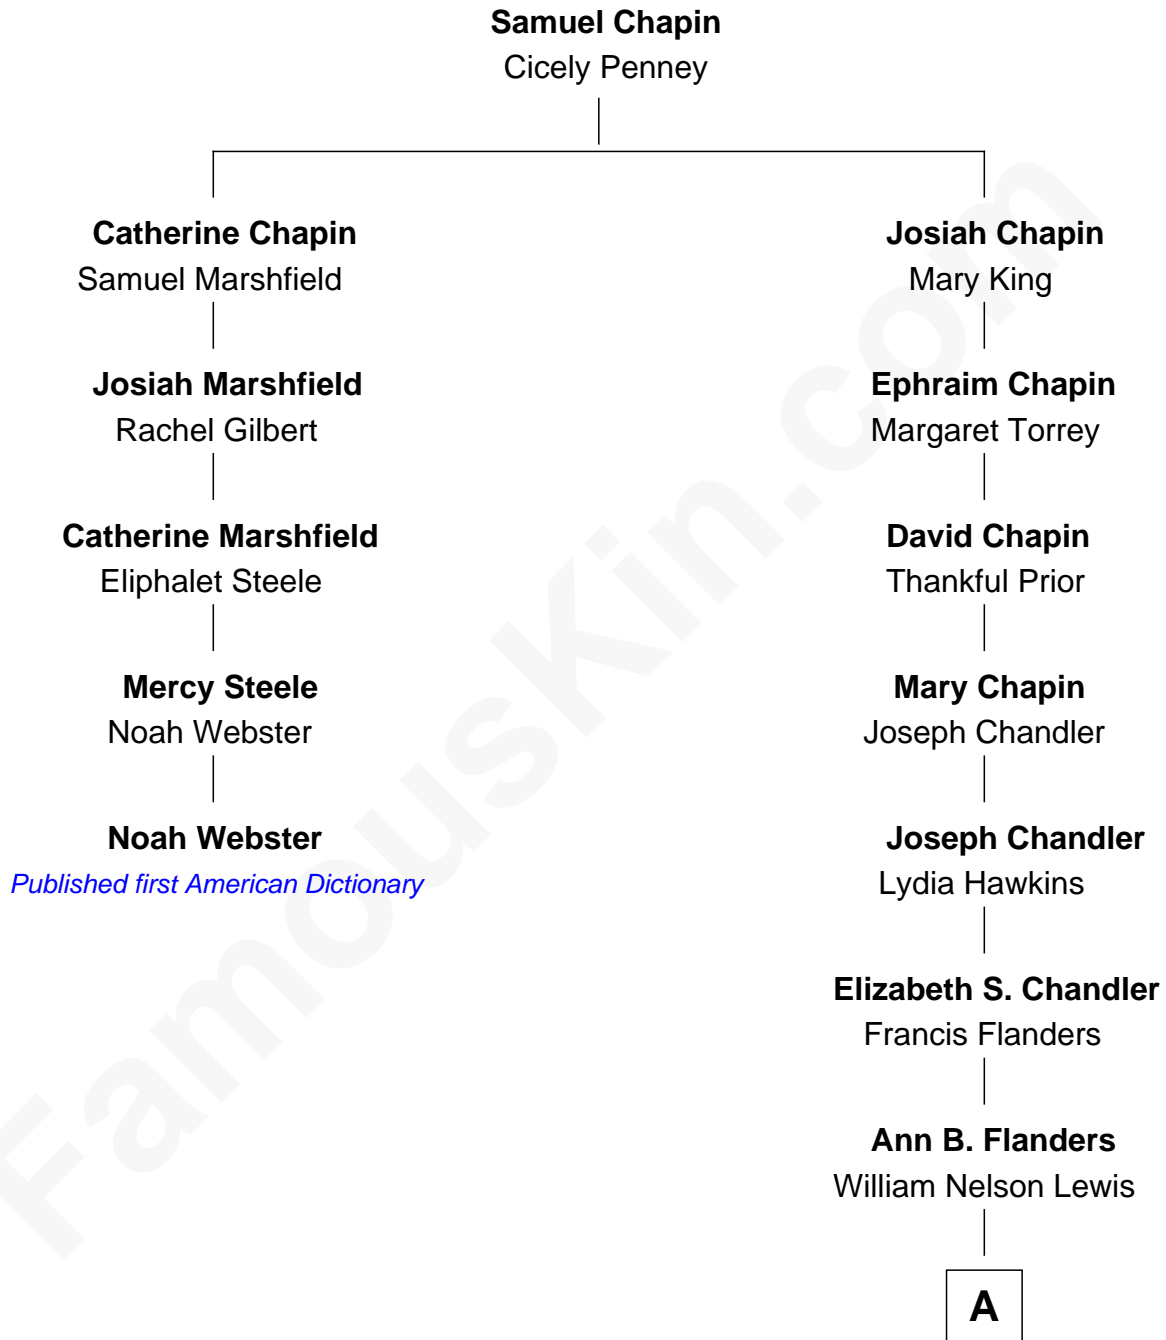 Samuel Chapin
Cicely Penney
Catherine Chapin
Samuel Marshfield
Josiah Marshfield
Rachel Gilbert
Catherine Marshfield
Eliphalet Steele
Mercy Steele
Noah Webster
Noah Webster
Published first American Dictionary
Josiah Chapin
Mary King
Ephraim Chapin
Margaret Torrey
David Chapin
Thankful Prior
Mary Chapin
Joseph Chandler
Joseph Chandler
Lydia Hawkins
Elizabeth S. Chandler
Francis Flanders
Ann B. Flanders
William Nelson Lewis
A
FamousKin.com